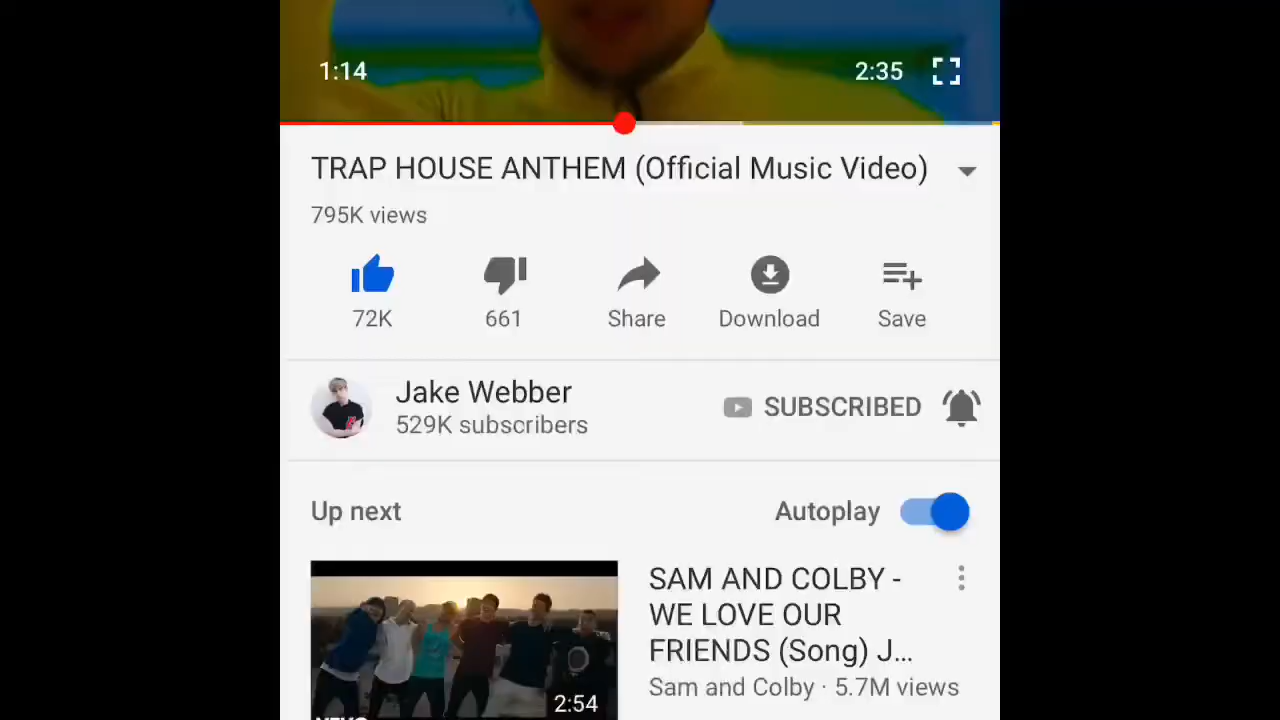 1:14
2:35
TRAP HOUSE ANTHEM (Official Music Video)
795K views
72K
661
Share
Download
Save
Jake Webber
529K subscribers
SUBSCRIBED
Up next
Autoplay
SAM AND COLBY -
WE LOVE OUR
FRIENDS (Song) J...
Sam and Colby · 5.7M views
2:54